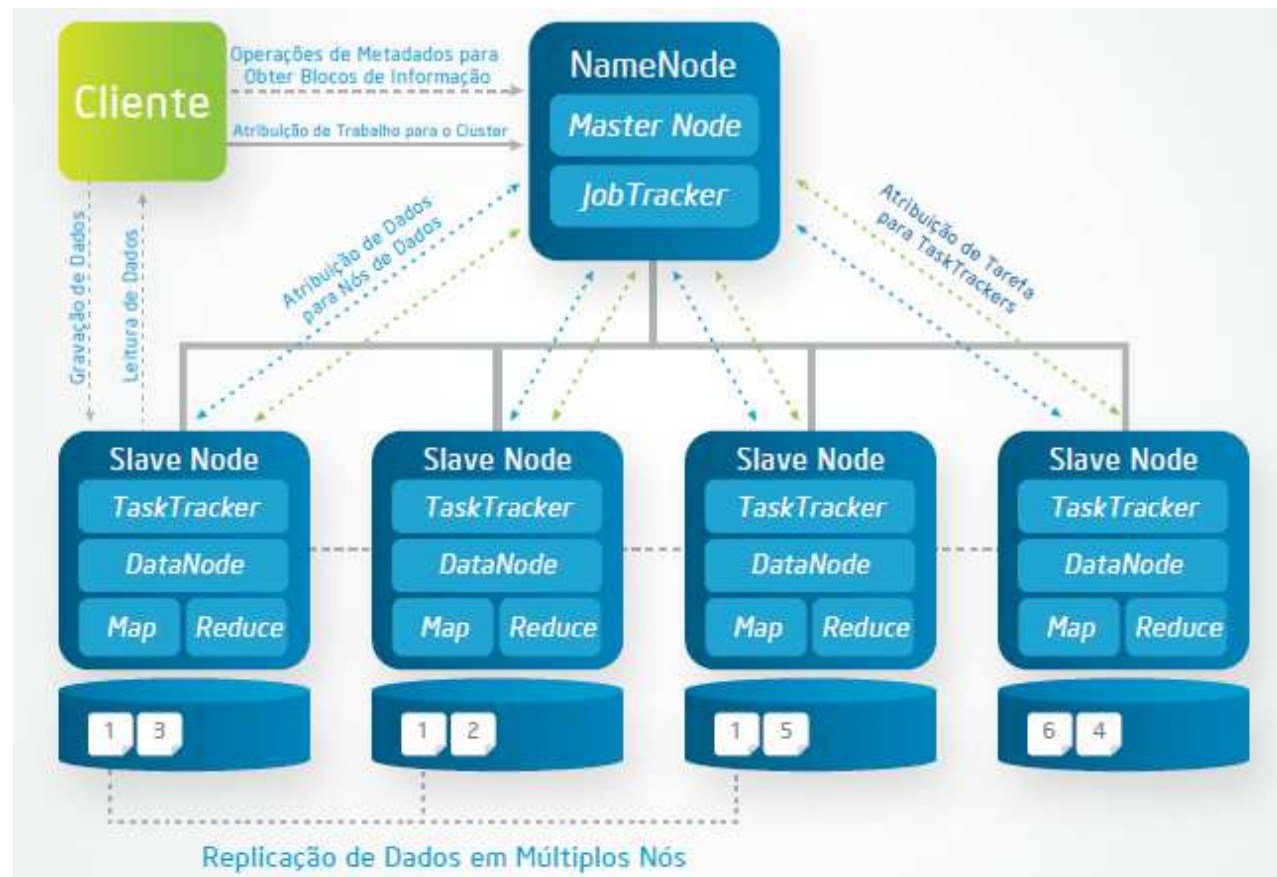 Cliente
Operações de Metadados para
Obter Blocos de Informação
Atribuição de Trabalho para o Cluster
NameNode
Master Node
JobTracker
Gravação de Dados
Leitura de Dados
Atribuição de Dados
para Nós de Dados
Atribuição de Tarefa
para TaskTrackers
Slave Node
TaskTracker
DataNode
Map Reduce
1 3
Slave Node
TaskTracker
DataNode
Map Reduce
1 2
Slave Node
TaskTracker
DataNode
Map Reduce
1 5
Slave Node
TaskTracker
DataNode
Map Reduce
6 4
Replicação de Dados em Múltiplos Nós